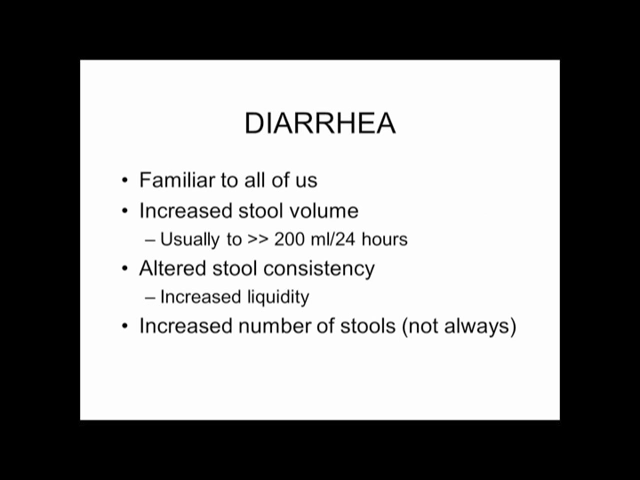 DIARRHEA
• Familiar to all of us
• Increased stool volume
– Usually to >> 200 ml/24 hours
• Altered stool consistency
– Increased liquidity
• Increased number of stools (not always)